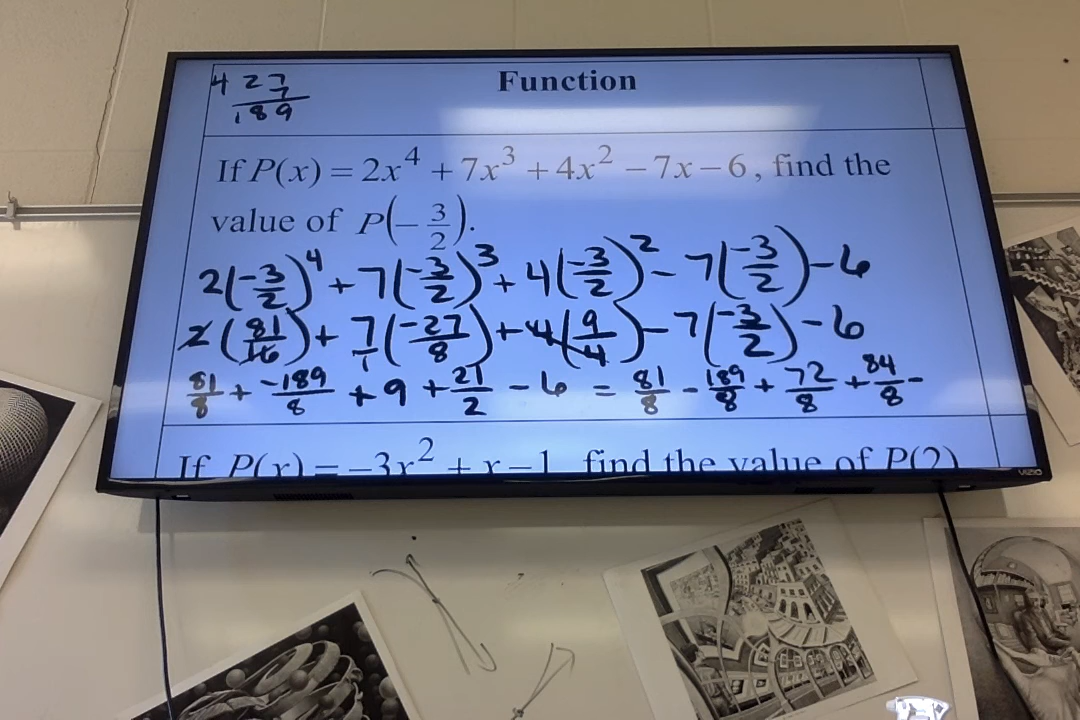 4 27
7
189
Function
If P(x) = 2x⁴ + 7x³ + 4x² − 7x − 6, find the
value of P(−3/2).
2(-3/2)⁴ + 7(-3/2)³ + 4(-3/2)² − 7(-3/2) − 6
2(81/16) + 7/1(-27/8) + 4(9/4) − 7(-3/2) − 6
81/8 + -189/8 + 9 + 21/2 − 6 = 81/8 − 189/8 + 72/8 + 84/8 −
If P(x) = −3x² + x − 1 find the value of P(2)
VIZIO